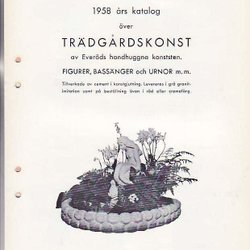 1958 års katalog
över
TRÄDGÅRDSKONST
av Everöds handhuggna konststen.
FIGURER, BASSÄNGER och URNOR m. m.
Tillverkade av cement i konstgjutning. Levereras i grå granit-
imitation samt på beställning även i röd eller cremefärg.